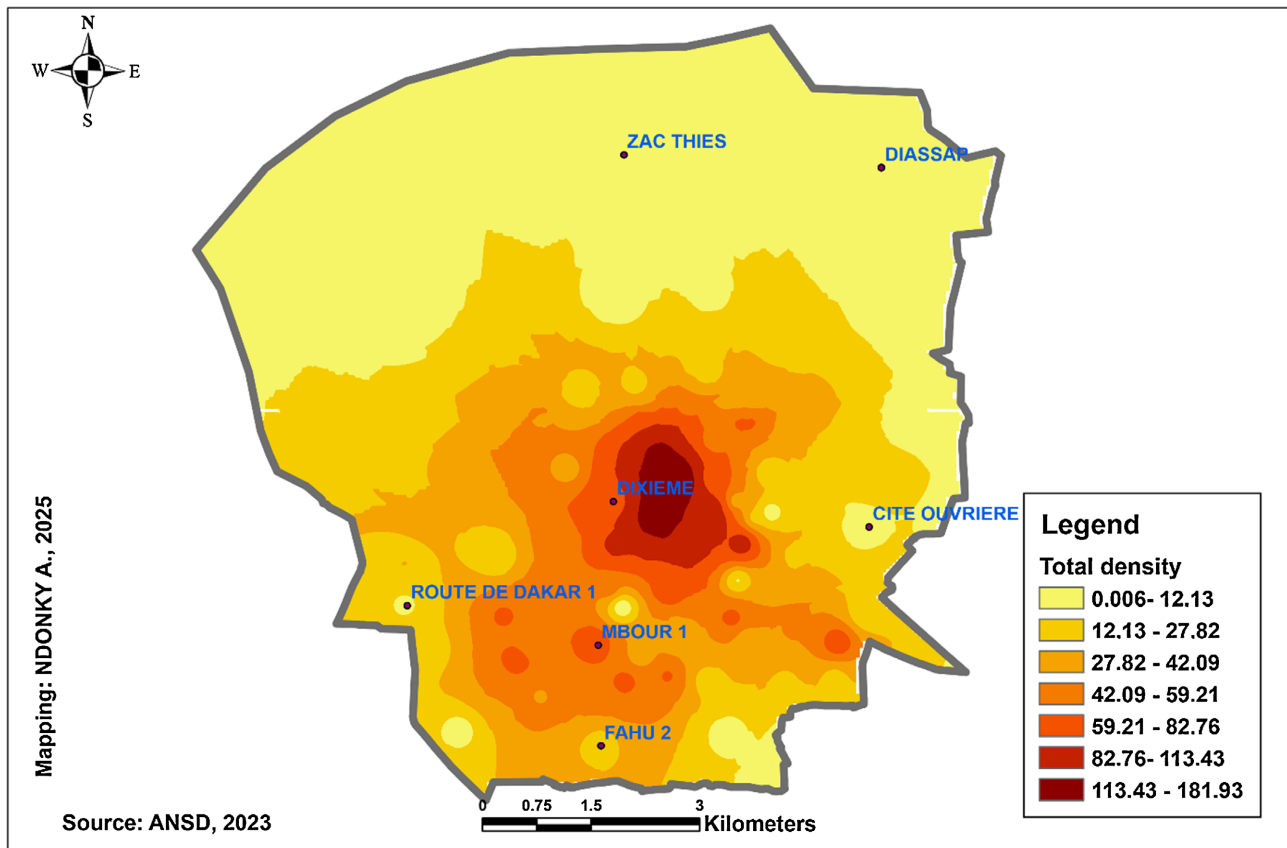 N
W
E
S
ZAC THIES
DIASSAP
DIXIEME
CITE OUVRIERE
ROUTE DE DAKAR 1
MBOUR 1
FAHU 2
Legend
Total density
0.006- 12.13
12.13 - 27.82
27.82 - 42.09
42.09 - 59.21
59.21 - 82.76
82.76- 113.43
113.43 - 181.93
Mapping: NDONKY A., 2025
Source: ANSD, 2023
0 0.75 1.5 3
Kilometers